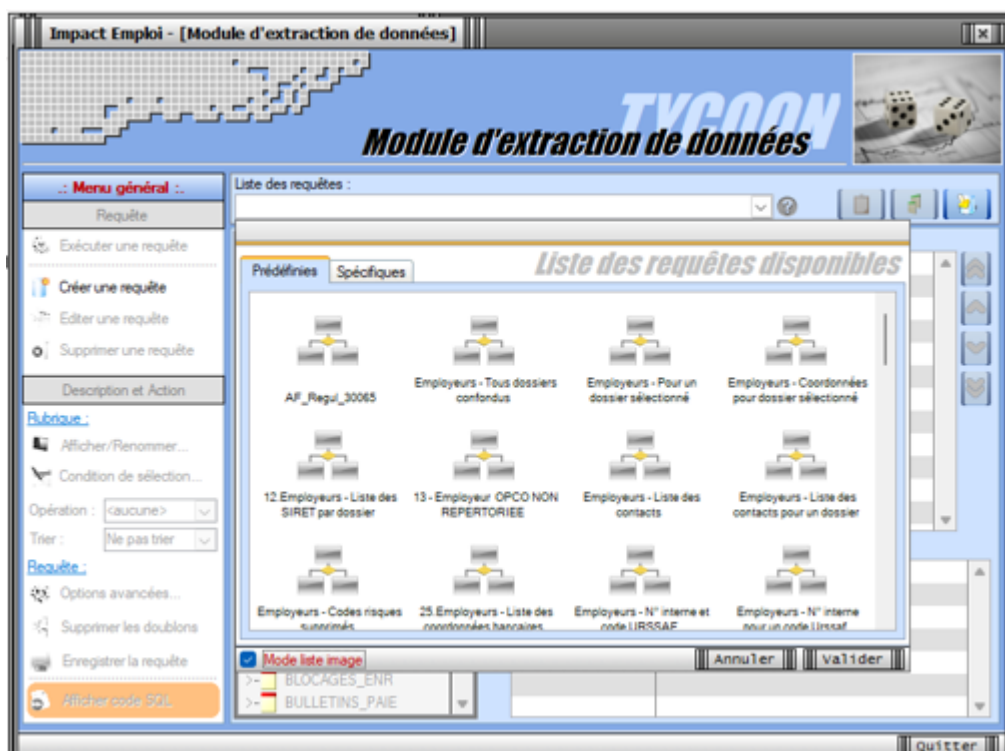 Impact Emploi - [Module d'extraction de données]
TYCOON
Module d'extraction de données
.: Menu général :.
Requête
Exécuter une requête
Créer une requête
Editer une requête
Supprimer une requête
Description et Action
Rubrique :
Afficher/Renommer...
Condition de sélection...
Opération : <aucune>
Trier : Ne pas trier
Requête :
Options avancées...
Supprimer les doublons
Enregistrer la requête
Afficher code SQL
Liste des requêtes :
Prédéfinies Spécifiques
Liste des requêtes disponibles
AF_Regul_30065
Employeurs - Tous dossiers
confondus
Employeurs - Pour un
dossier sélectionné
Employeurs - Coordonnées
pour dossier sélectionné
12.Employeurs - Liste des
SIRET par dossier
13 - Employeur OPCO NON
REPERTORIEE
Employeurs - Liste des
contacts
Employeurs - Liste des
contacts pour un dossier
Employeurs - Codes risques
supprimés
25.Employeurs - Liste des
coordonnées bancaires
Employeurs - N° interne et
code URSSAF
Employeurs - N° interne
pour un code Urssaf
Mode liste image
Annuler
Valider
BLOCAGES_ENR
BULLETINS_PAIE
Quitter